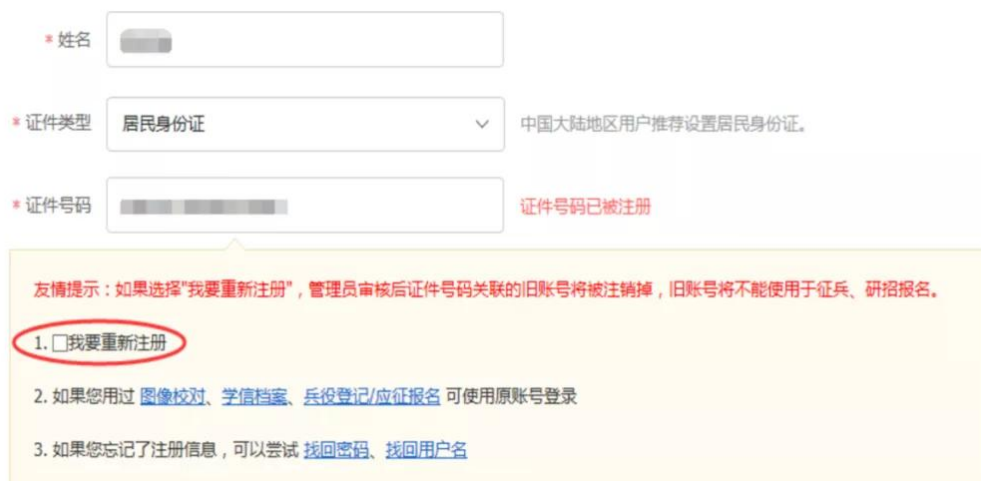 * 姓名
* 证件类型 居民身份证 中国大陆地区用户推荐设置居民身份证。
* 证件号码 证件号码已被注册
友情提示：如果选择"我要重新注册"，管理员审核后证件号码关联的旧账号将被注销掉，旧账号将不能使用于征兵、研招报名。
1. 我要重新注册
2. 如果您用过 图像校对、学信档案、兵役登记/应征报名 可使用原账号登录
3. 如果您忘记了注册信息，可以尝试 找回密码、找回用户名